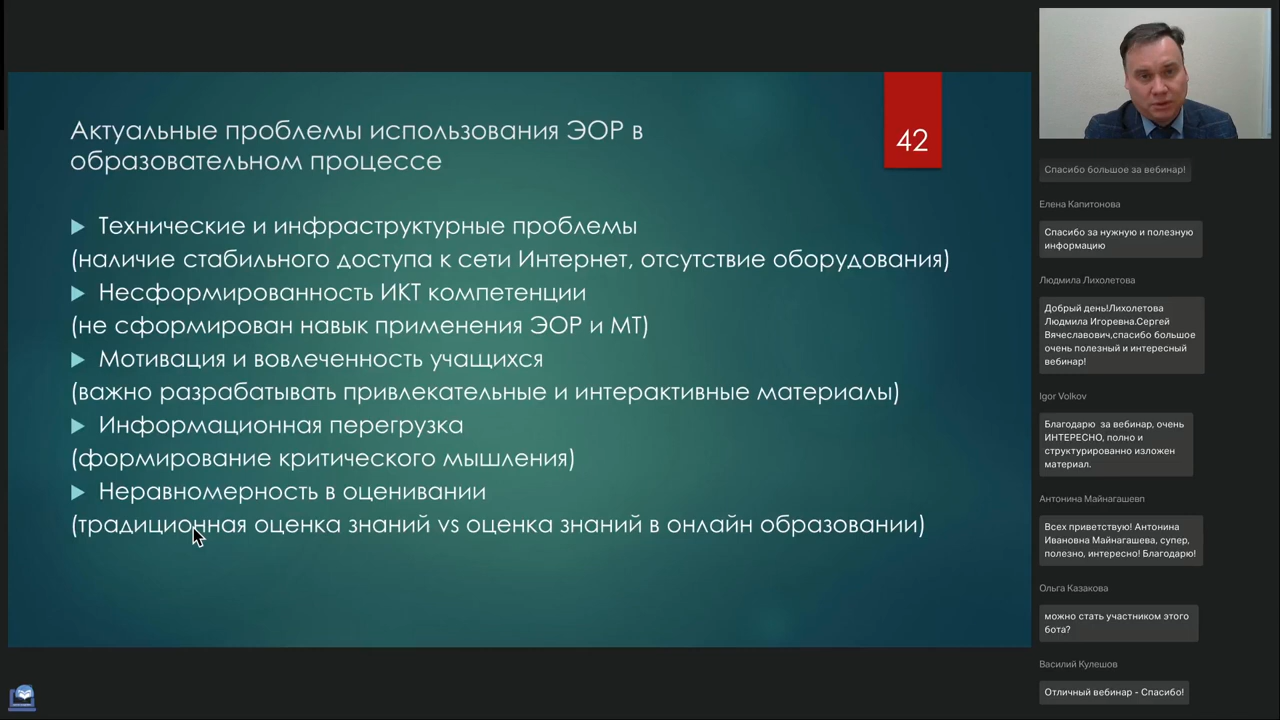 Актуальные проблемы использования ЭОР в
образовательном процессе
42
Технические и инфраструктурные проблемы
(наличие стабильного доступа к сети Интернет, отсутствие оборудования)
Несформированность ИКТ компетенции
(не сформирован навык применения ЭОР и МТ)
Мотивация и вовлеченность учащихся
(важно разрабатывать привлекательные и интерактивные материалы)
Информационная перегрузка
(формирование критического мышления)
Неравномерность в оценивании
(традиционная оценка знаний vs оценка знаний в онлайн образовании)
Спасибо большое за вебинар!
Елена Капитонова
Спасибо за нужную и полезную
информацию
Людмила Лихолетова
Добрый день!Лихолетова
Людмила Игоревна.Сергей
Вячеславович,спасибо большое
очень полезный и интересный
вебинар!
Igor Volkov
Благодарю за вебинар, очень
ИНТЕРЕСНО, полно и
структурированно изложен
материал.
Антонина Майнагашевп
Всех приветствую! Антонина
Ивановна Майнагашева, супер,
полезно, интересно! Благодарю!
Ольга Казакова
можно стать участником этого
бота?
Василий Кулешов
Отличный вебинар - Спасибо!